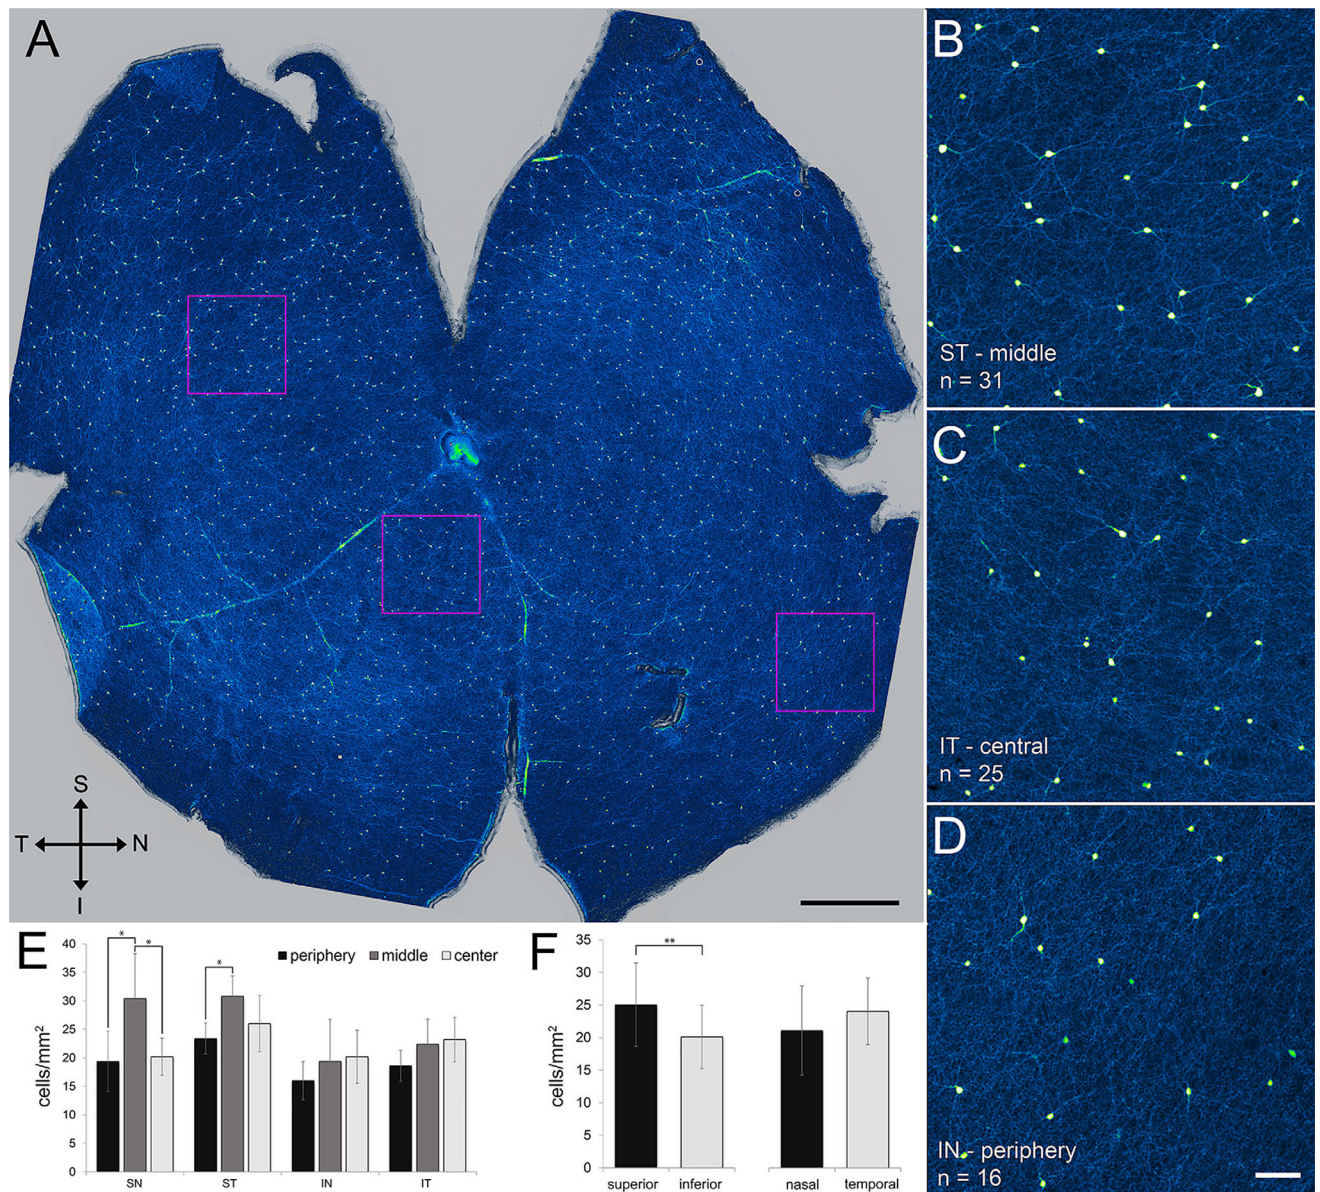 A
S
T N
I
B
ST - middle
n = 31
C
IT - central
n = 25
D
IN - periphery
n = 16
E
cells/mm²
40
35
30
25
20
15
10
5
0
* * *
periphery middle center
SN ST IN IT
F
cells/mm²
35
30
25
20
15
10
5
0
**
superior inferior nasal temporal